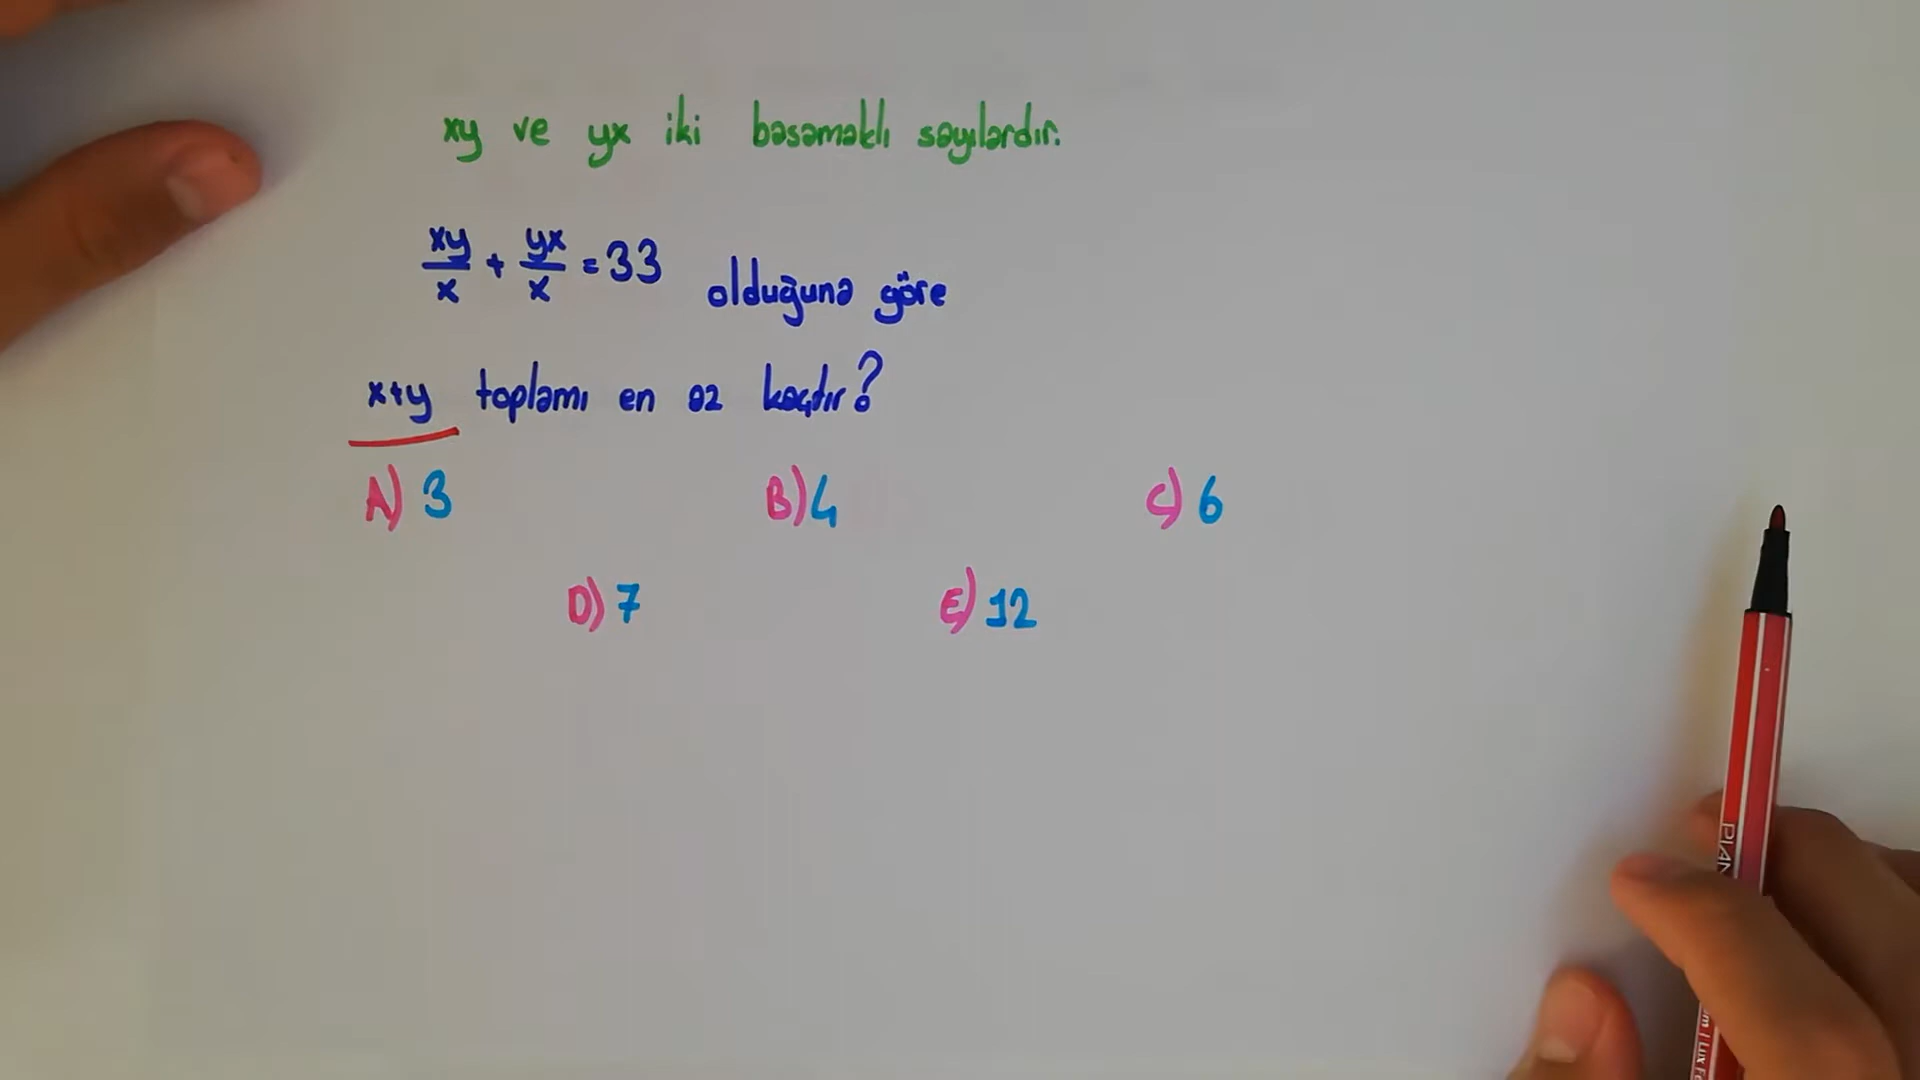 xy ve yx iki basamaklı sayılardır.
xy/x + yx/x = 33 olduğuna göre
x+y toplamı en az kaçtır?
A) 3 B) 4 C) 6
D) 7 E) 12